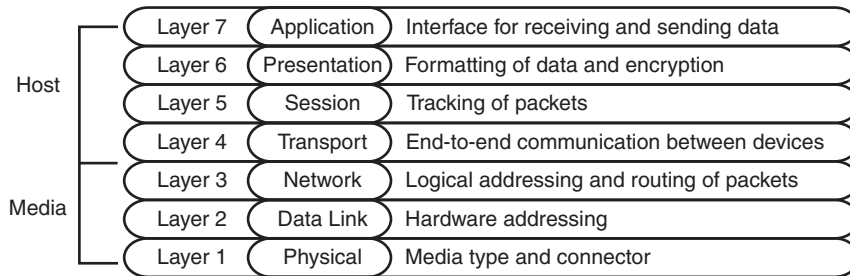 Layer 7 Application Interface for receiving and sending data
Host
Layer 6 Presentation Formatting of data and encryption
Layer 5 Session Tracking of packets
Layer 4 Transport End-to-end communication between devices
Media
Layer 3 Network Logical addressing and routing of packets
Layer 2 Data Link Hardware addressing
Layer 1 Physical Media type and connector